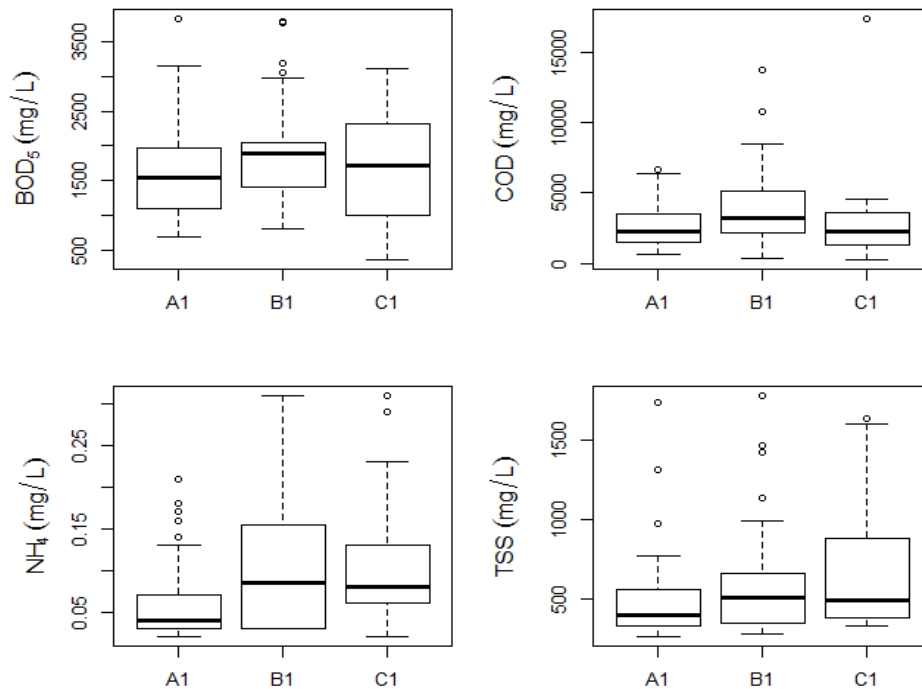 BOD5 (mg/L)
3500
2500
1500
500
A1 B1 C1
COD (mg/L)
15000
10000
5000
0
A1 B1 C1
NH4 (mg/L)
0.25
0.15
0.05
A1 B1 C1
TSS (mg/L)
1500
1000
500
A1 B1 C1